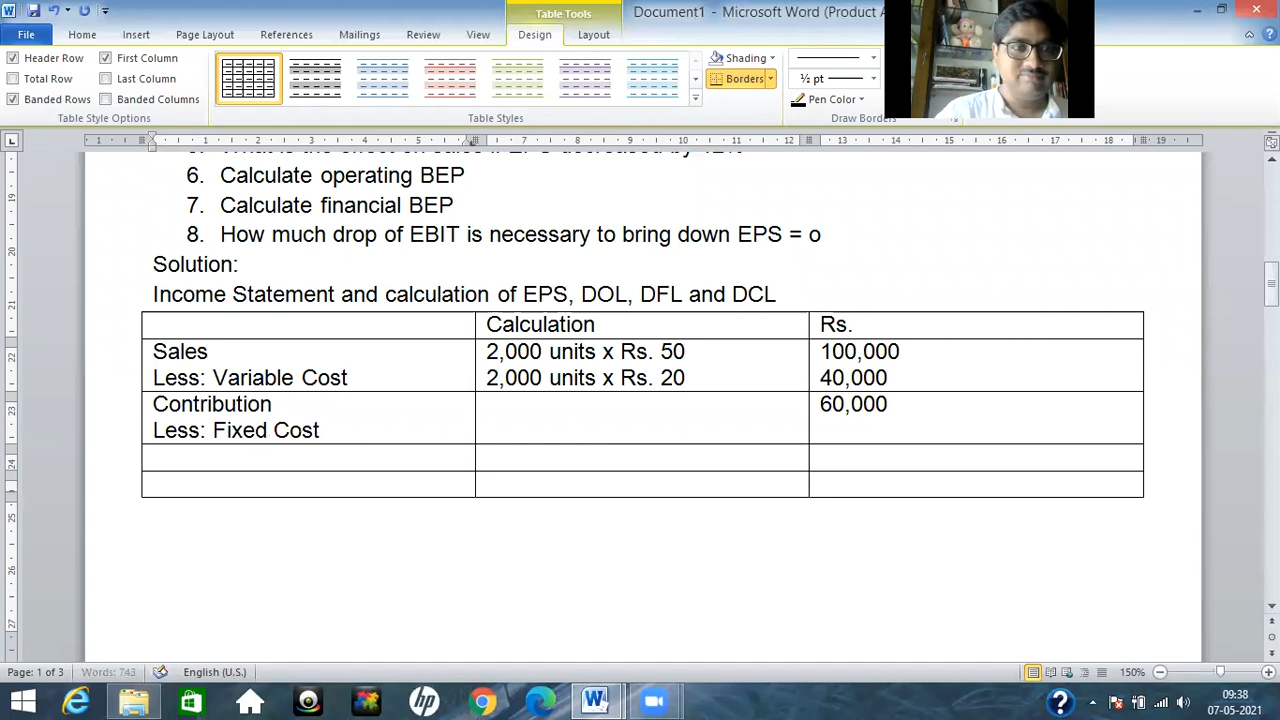 Table Tools
Document1 - Microsoft Word (Product A
File Home Insert Page Layout References Mailings Review View Design Layout
Header Row First Column
Total Row Last Column
Banded Rows Banded Columns
Table Style Options
Table Styles
Shading
Borders
½ pt
Pen Color
Draw Borders
6. Calculate operating BEP
7. Calculate financial BEP
8. How much drop of EBIT is necessary to bring down EPS = o
Solution:
Income Statement and calculation of EPS, DOL, DFL and DCL
Calculation Rs.
Sales 2,000 units x Rs. 50 100,000
Less: Variable Cost 2,000 units x Rs. 20 40,000
Contribution 60,000
Less: Fixed Cost
Page: 1 of 3 Words: 743 English (U.S.) 150%
09:38
07-05-2021